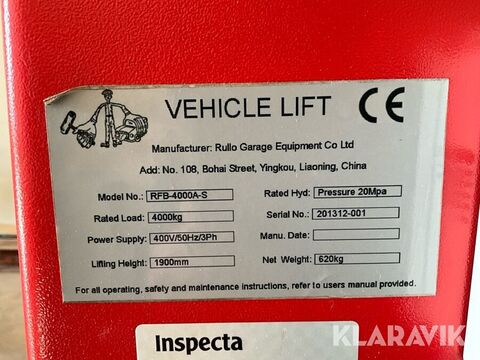 VEHICLE LIFT CE
Manufacturer: Rullo Garage Equipment Co Ltd
Add: No. 108, Bohai Street, Yingkou, Liaoning, China
Model No.: RFB-4000A-S Rated Hyd: Pressure 20Mpa
Rated Load: 4000kg Serial No.: 201312-001
Power Supply: 400V/50Hz/3Ph Manu. Date:
Lifting Height: 1900mm Net Weight: 620kg
For all operating, safety and maintenance instructions, refer to users manual provided.
Inspecta
KLARAVIK